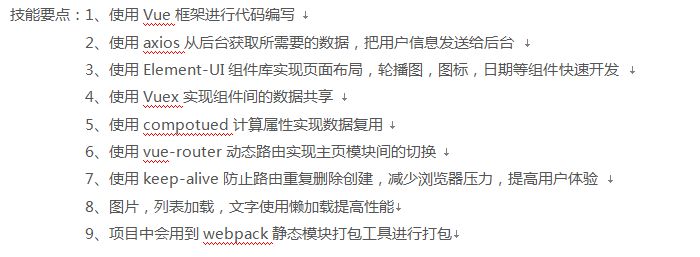 技能要点：1、使用 Vue 框架进行代码编写
2、使用 axios 从后台获取所需要的数据，把用户信息发送给后台
3、使用 Element-UI 组件库实现页面布局，轮播图，图标，日期等组件快速开发
4、使用 Vuex 实现组件间的数据共享
5、使用 compotued 计算属性实现数据复用
6、使用 vue-router 动态路由实现主页模块间的切换
7、使用 keep-alive 防止路由重复删除创建，减少浏览器压力，提高用户体验
8、图片，列表加载，文字使用懒加载提高性能
9、项目中会用到 webpack 静态模块打包工具进行打包